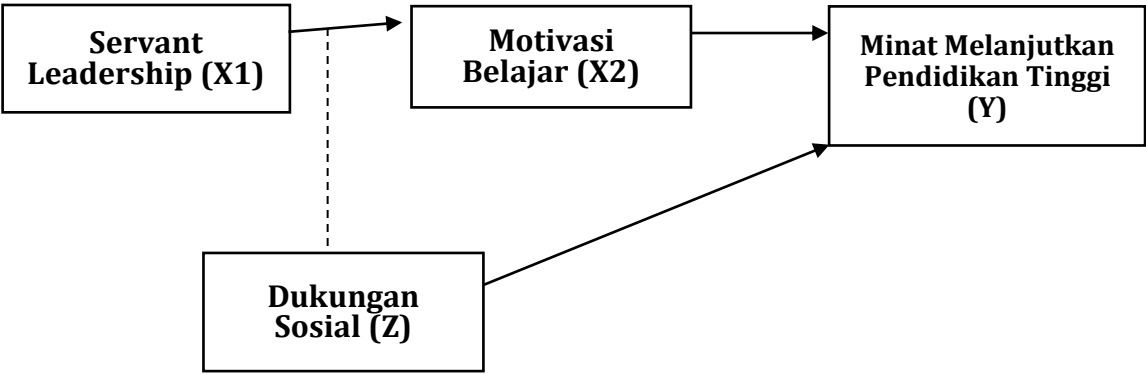 Servant
Leadership (X1)
Motivasi
Belajar (X2)
Minat Melanjutkan
Pendidikan Tinggi
(Y)
Dukungan
Sosial (Z)